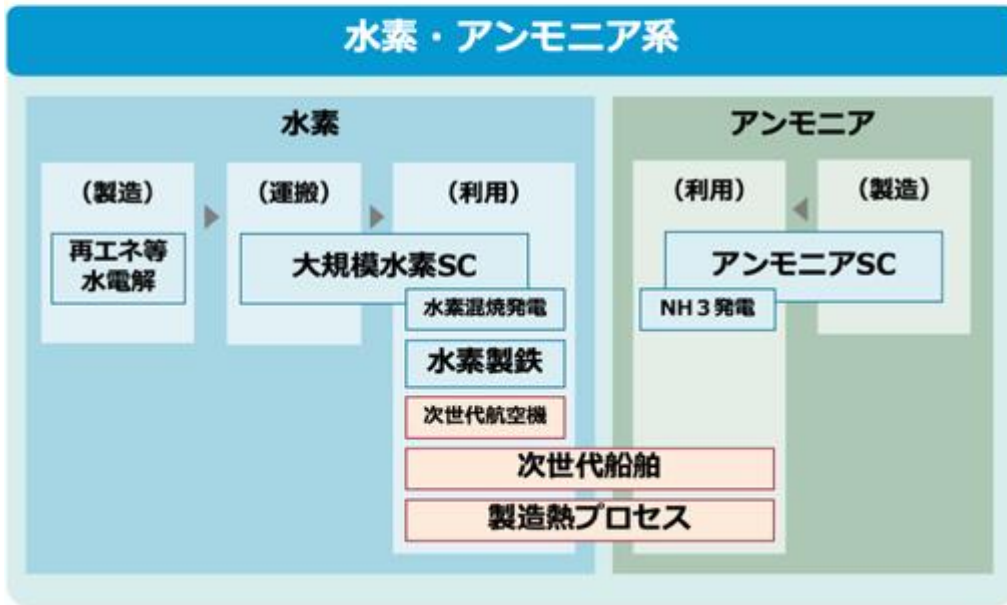 水素・アンモニア系
水素
(製造)
(運搬)
(利用)
再エネ等
水電解
大規模水素SC
水素混焼発電
水素製鉄
次世代航空機
次世代船舶
製造熱プロセス
アンモニア
(利用)
(製造)
アンモニアSC
NH3発電